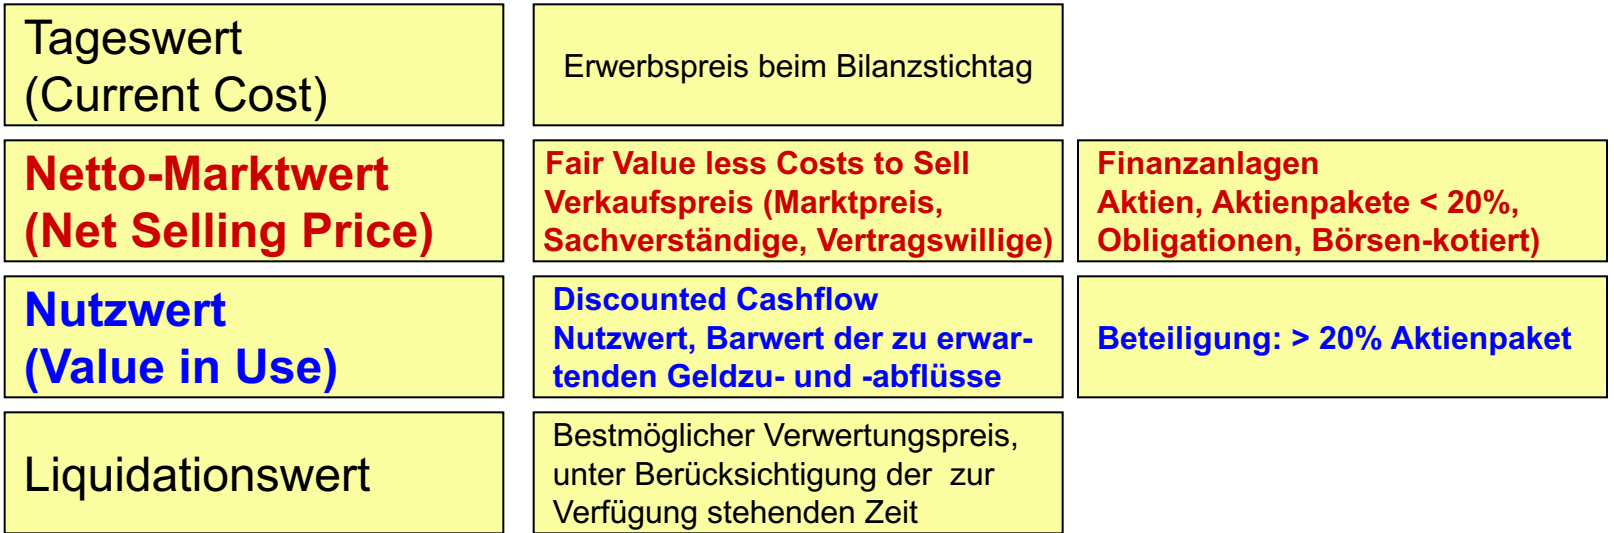 Tageswert
(Current Cost)
Erwerbspreis beim Bilanzstichtag
Netto-Marktwert
(Net Selling Price)
Fair Value less Costs to Sell
Verkaufspreis (Marktpreis,
Sachverständige, Vertragswillige)
Finanzanlagen
Aktien, Aktienpakete < 20%,
Obligationen, Börsen-kotiert)
Nutzwert
(Value in Use)
Discounted Cashflow
Nutzwert, Barwert der zu erwar-
tenden Geldzu- und -abflüsse
Beteiligung: > 20% Aktienpaket
Liquidationswert
Bestmöglicher Verwertungspreis,
unter Berücksichtigung der zur
Verfügung stehenden Zeit